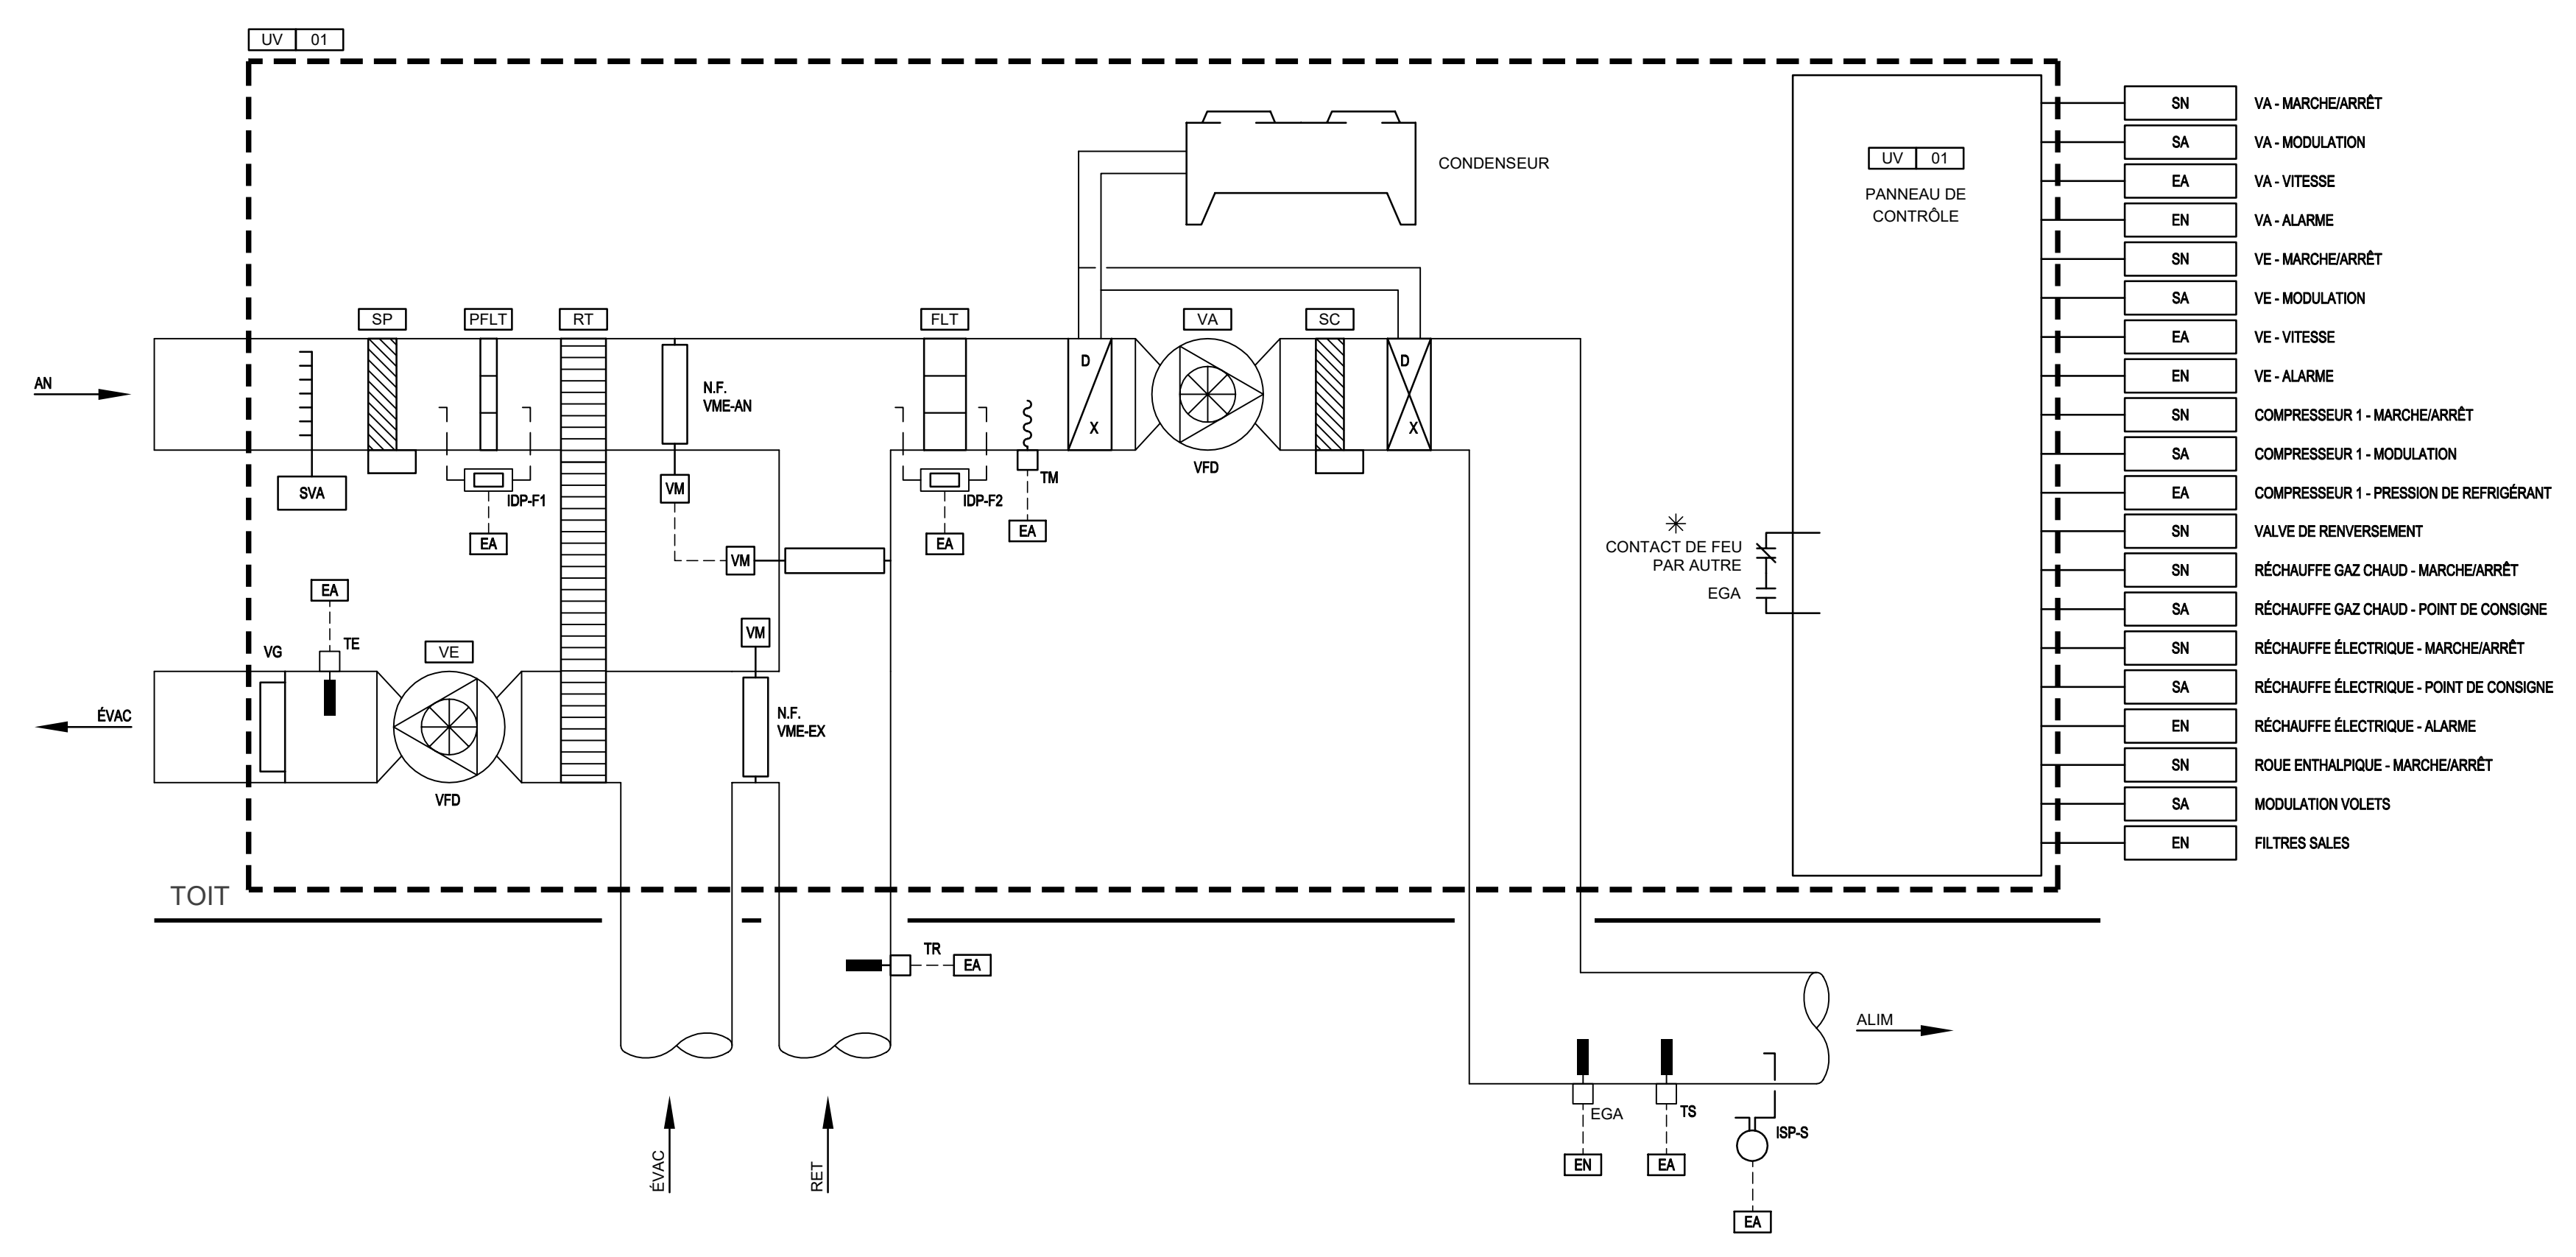 UV 01
CONDENSEUR
UV 01
PANNEAU DE
CONTRÔLE
SN VA - MARCHE/ARRÊT
SA VA - MODULATION
EA VA - VITESSE
EN VA - ALARME
SN VE - MARCHE/ARRÊT
SA VE - MODULATION
EA VE - VITESSE
EN VE - ALARME
SN COMPRESSEUR 1 - MARCHE/ARRÊT
SA COMPRESSEUR 1 - MODULATION
EA COMPRESSEUR 1 - PRESSION DE REFRIGÉRANT
SN VALVE DE RENVERSEMENT
SN RÉCHAUFFE GAZ CHAUD - MARCHE/ARRÊT
SA RÉCHAUFFE GAZ CHAUD - POINT DE CONSIGNE
SN RÉCHAUFFE ÉLECTRIQUE - MARCHE/ARRÊT
SA RÉCHAUFFE ÉLECTRIQUE - POINT DE CONSIGNE
EN RÉCHAUFFE ÉLECTRIQUE - ALARME
SN ROUE ENTHALPIQUE - MARCHE/ARRÊT
SA MODULATION VOLETS
EN FILTRES SALES
SP PFLT RT FLT VA SC
AN
N.F.
VME-AN
D
X
D
X
VFD
SVA
IDP-F1
EA
VM
VM
IDP-F2
EA
TM
EA
CONTACT DE FEU
PAR AUTRE
EGA
EA
TE
VG
VE
VM
ÉVAC
N.F.
VME-EX
VFD
TOIT
TR
EA
ALIM
EGA
EN
TS
EA
ISP-S
EA
ÉVAC
RET